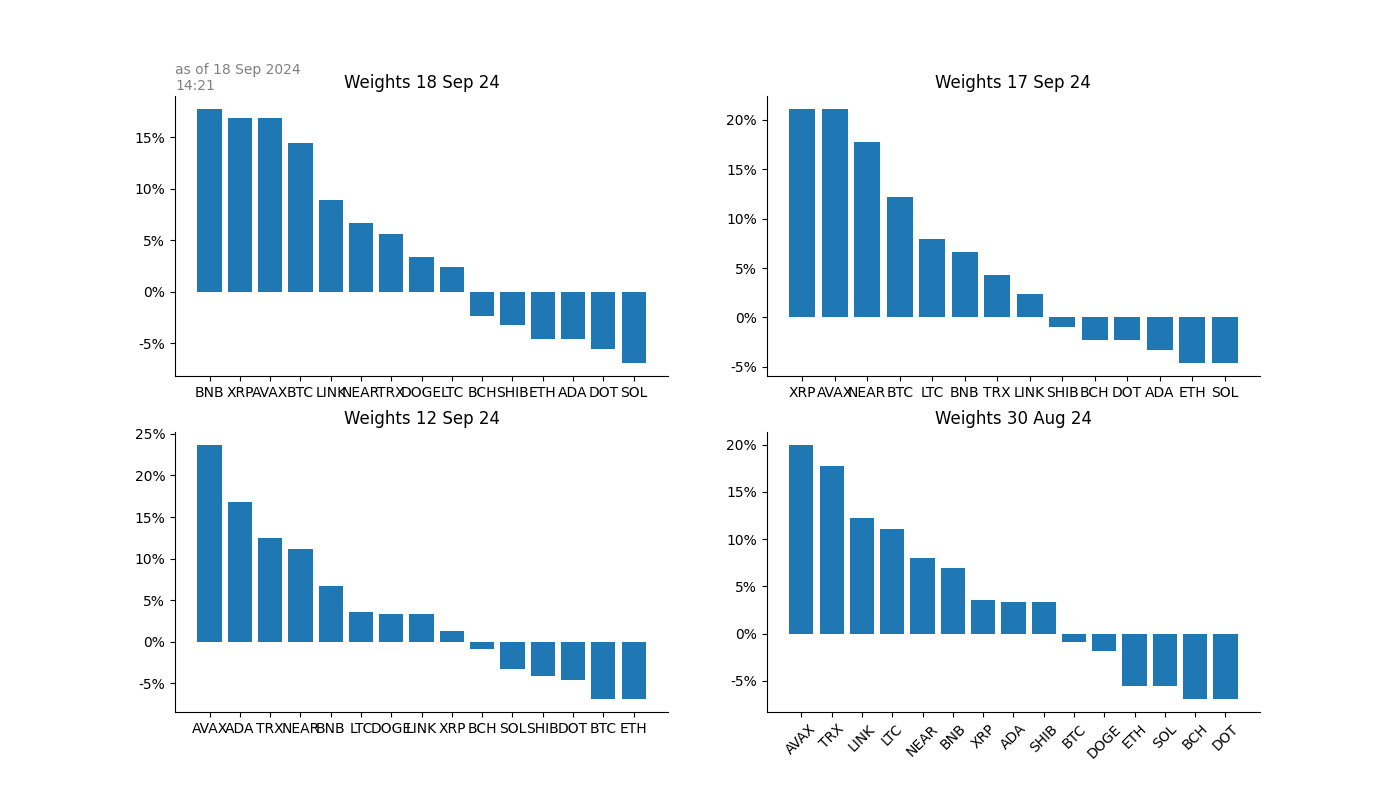 as of 18 Sep 2024
14:21
Weights 18 Sep 24
15%
10%
5%
0%
-5%
BNB XRP AVAX BTC LINK NEAR TRX DOGE LTC BCH SHIB ETH ADA DOT SOL
Weights 17 Sep 24
20%
15%
10%
5%
0%
-5%
XRP AVAX NEAR BTC LTC BNB TRX LINK SHIB BCH DOT ADA ETH SOL
Weights 12 Sep 24
25%
20%
15%
10%
5%
0%
-5%
AVAX ADA TRX NEAR BNB LTC DOGE LINK XRP BCH SOL SHIB DOT BTC ETH
Weights 30 Aug 24
20%
15%
10%
5%
0%
-5%
AVAX TRX LINK LTC NEAR BNB XRP ADA SHIB BTC DOGE ETH SOL BCH DOT